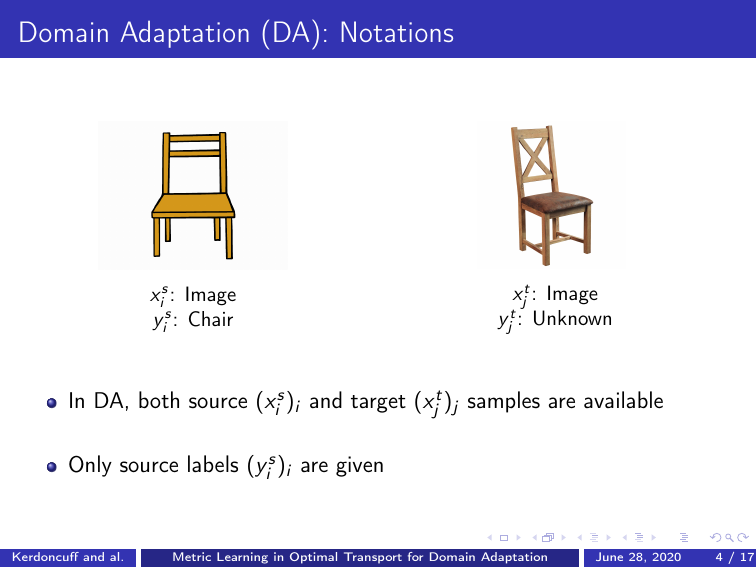 Domain Adaptation (DA): Notations
x_i^s: Image
y_i^s: Chair
x_j^t: Image
y_j^t: Unknown
In DA, both source (x_i^s)_i and target (x_j^t)_j samples are available
Only source labels (y_i^s)_i are given
Kerdoncuff and al.
Metric Learning in Optimal Transport for Domain Adaptation
June 28, 2020
4 / 17